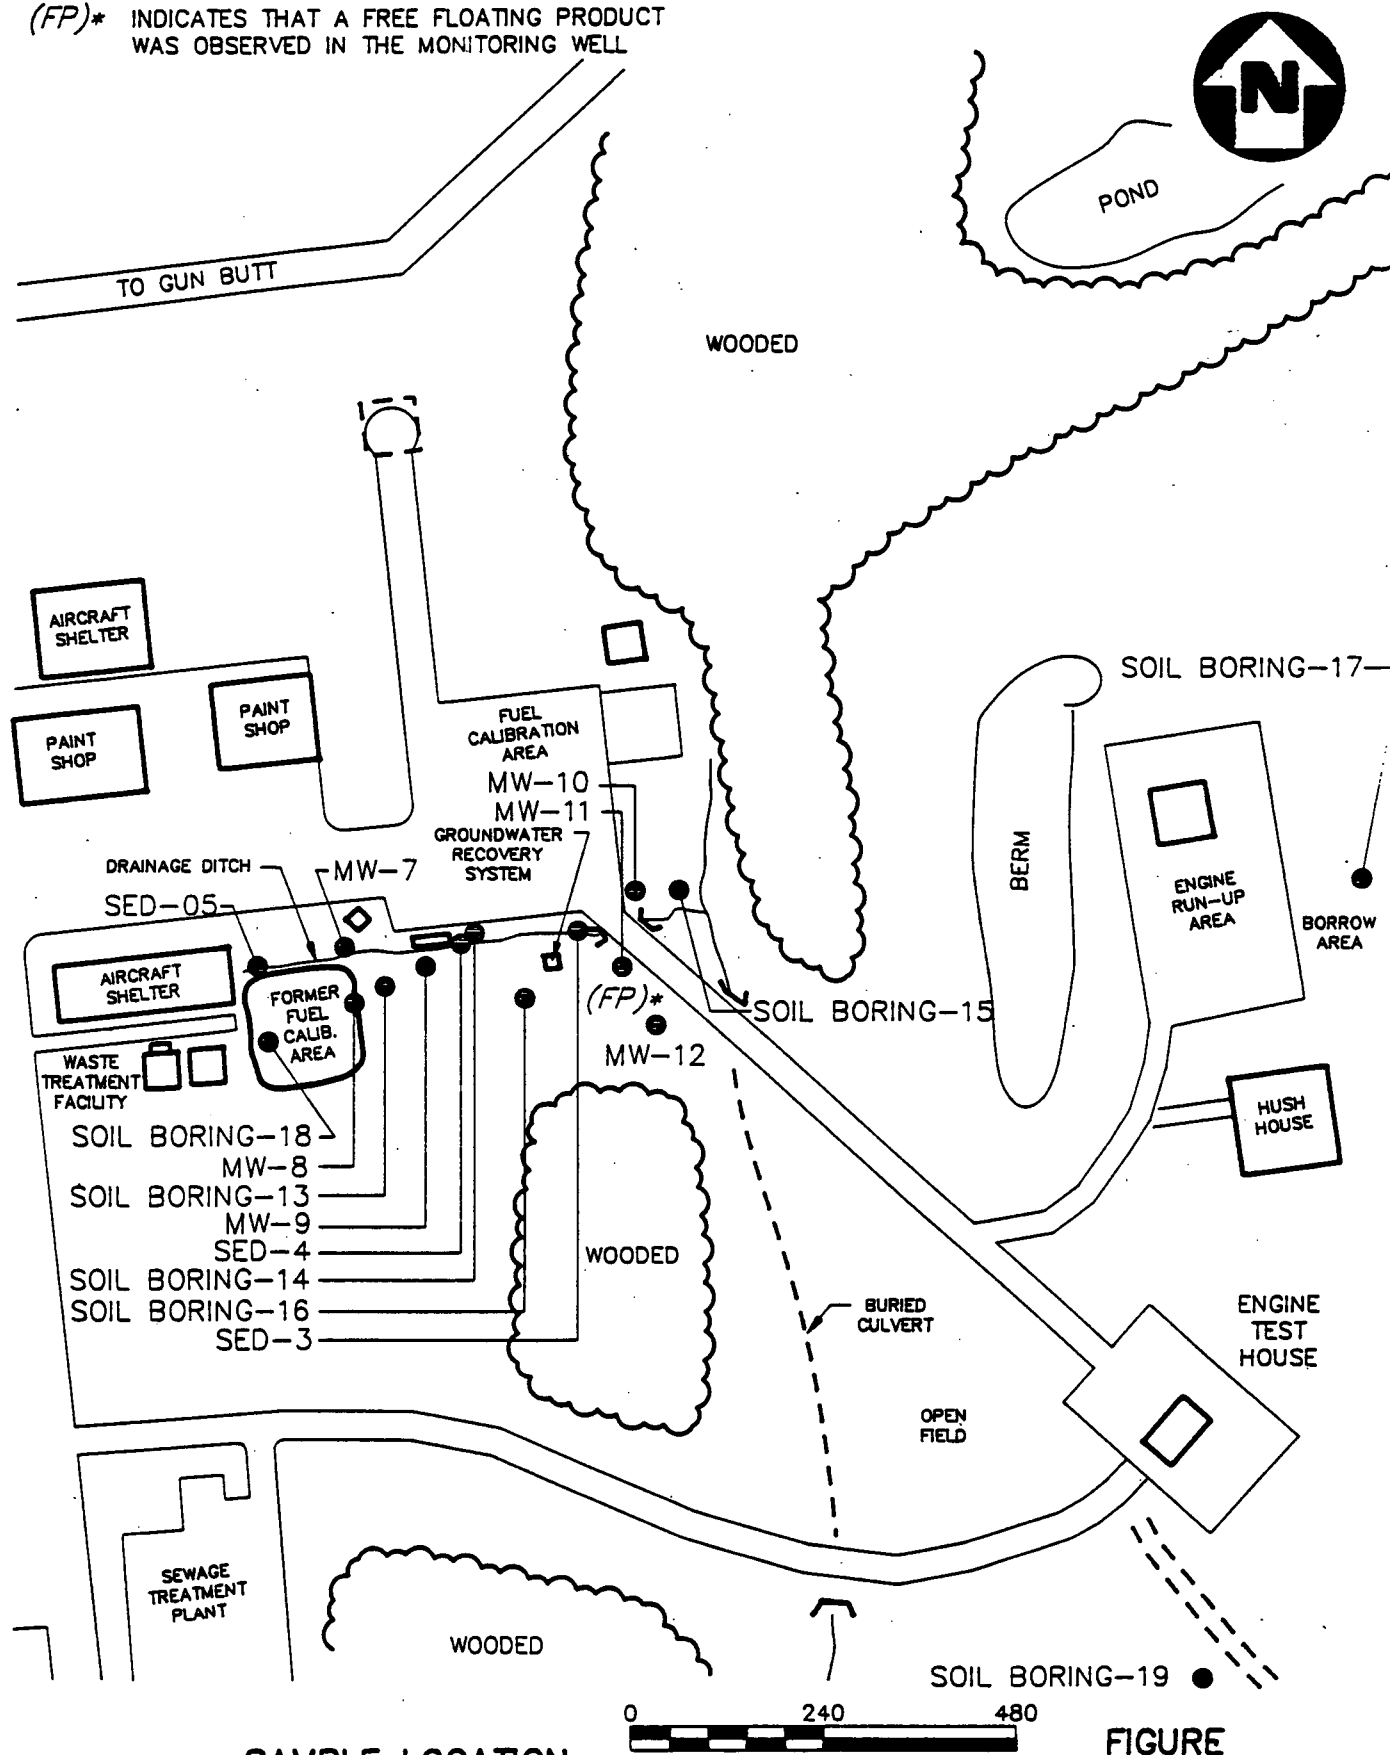 (FP)* INDICATES THAT A FREE FLOATING PRODUCT
WAS OBSERVED IN THE MONITORING WELL
N
POND
TO GUN BUTT
WOODED
AIRCRAFT
SHELTER
SOIL BORING-17
PAINT
SHOP
PAINT
SHOP
FUEL
CALIBRATION
AREA
MW-10
MW-11
GROUNDWATER
RECOVERY
SYSTEM
BERM
ENGINE
RUN-UP
AREA
BORROW
AREA
DRAINAGE DITCH
MW-7
SED-05
AIRCRAFT
SHELTER
FORMER
FUEL
CALIB.
AREA
(FP)*
SOIL BORING-15
MW-12
WASTE
TREATMENT
FACILITY
HUSH
HOUSE
SOIL BORING-18
MW-8
SOIL BORING-13
MW-9
SED-4
SOIL BORING-14
SOIL BORING-16
SED-3
WOODED
BURIED
CULVERT
ENGINE
TEST
HOUSE
OPEN
FIELD
SEWAGE
TREATMENT
PLANT
WOODED
SOIL BORING-19
0 240 480
SAMPLE LOCATION
FIGURE